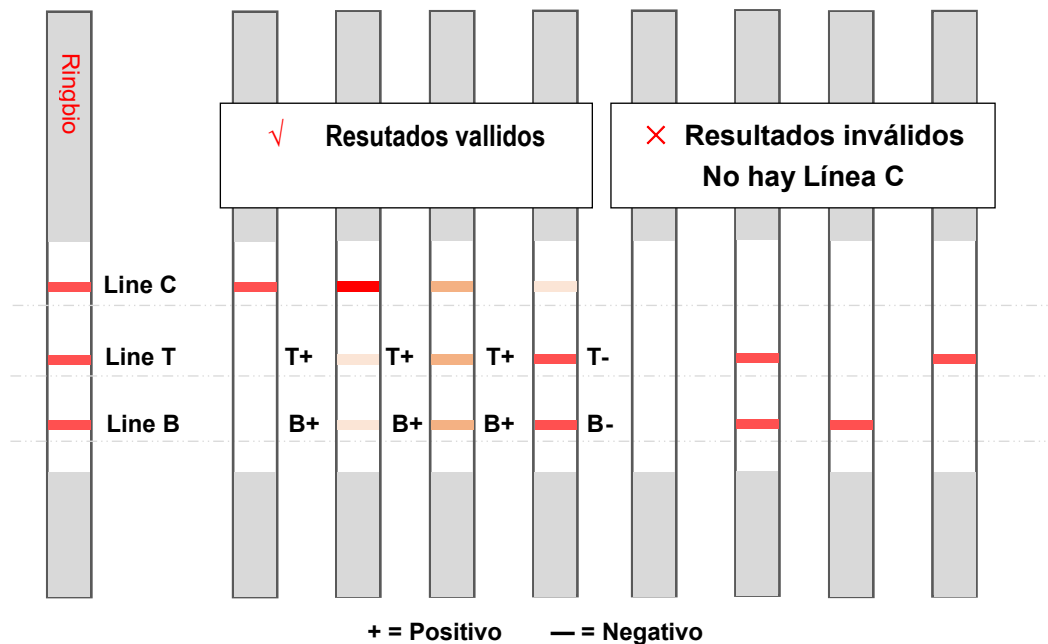 Ringbio
√ Resutados vallidos
× Resultados inválidos
No hay Línea C
Line C
Line T T+ T+ T+ T-
Line B B+ B+ B+ B-
+ = Positivo — = Negativo